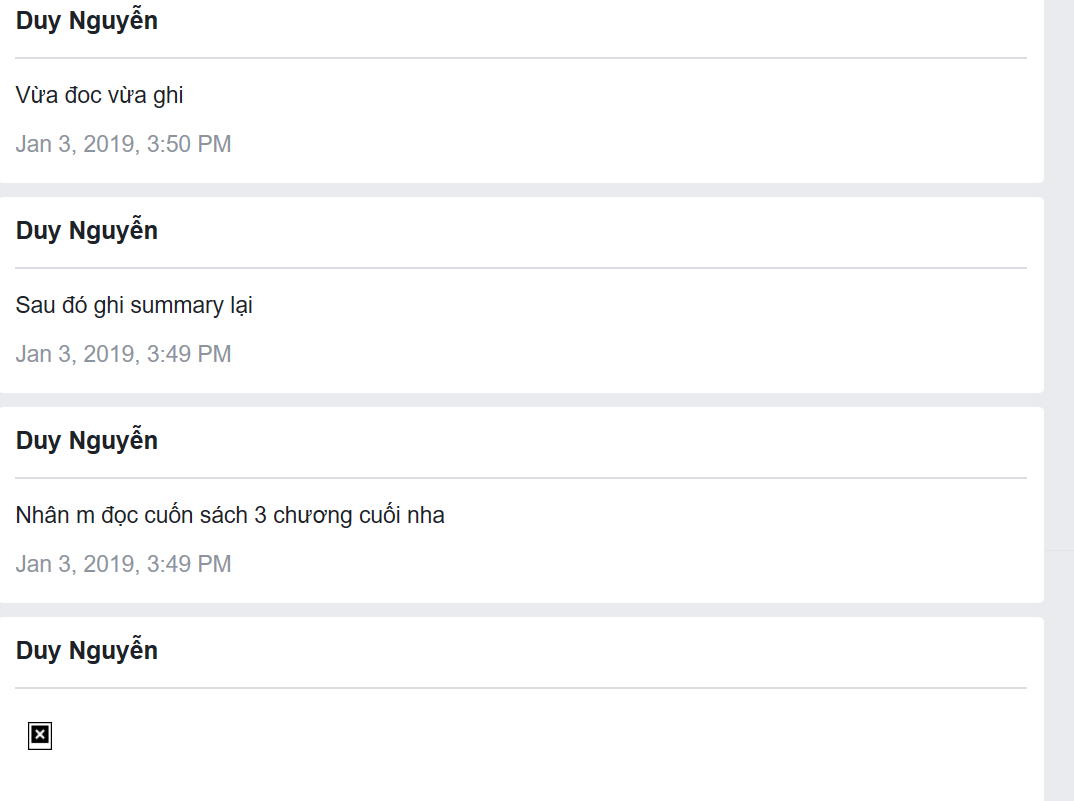 Duy Nguyễn
Vừa đoc vừa ghi
Jan 3, 2019, 3:50 PM
Duy Nguyễn
Sau đó ghi summary lại
Jan 3, 2019, 3:49 PM
Duy Nguyễn
Nhân m đọc cuốn sách 3 chương cuối nha
Jan 3, 2019, 3:49 PM
Duy Nguyễn